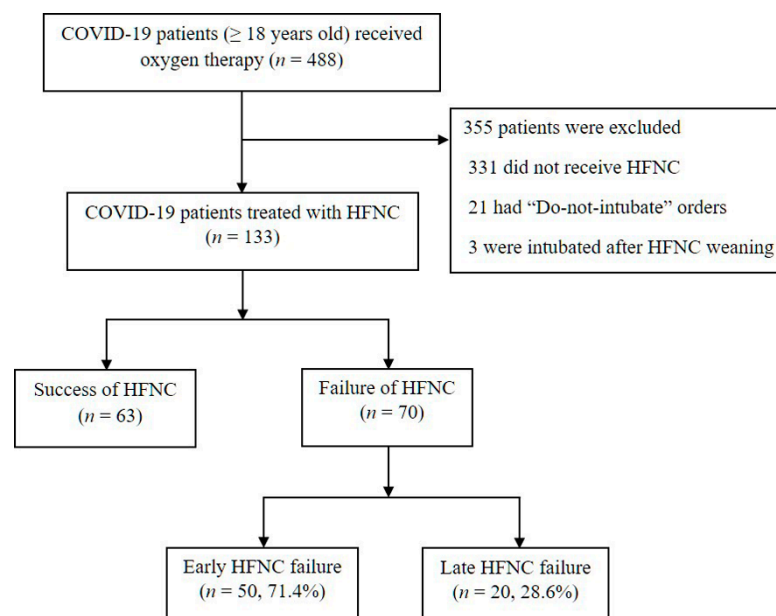 COVID-19 patients (≥ 18 years old) received
oxygen therapy (n = 488)
355 patients were excluded
331 did not receive HFNC
21 had “Do-not-intubate” orders
3 were intubated after HFNC weaning
COVID-19 patients treated with HFNC
(n = 133)
Success of HFNC
(n = 63)
Failure of HFNC
(n = 70)
Early HFNC failure
(n = 50, 71.4%)
Late HFNC failure
(n = 20, 28.6%)